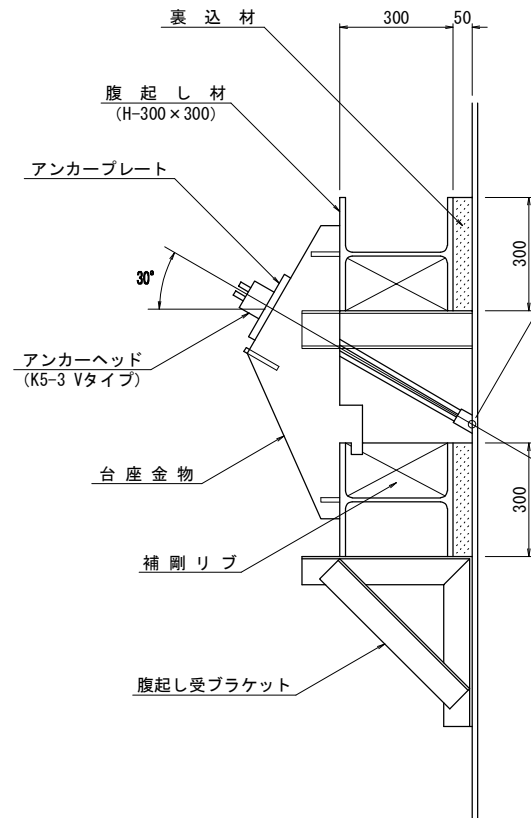 裏込材
300
50
腹起し材
(H-300×300)
アンカープレート
300
30°
アンカーヘッド
(K5-3 Vタイプ)
台座金物
300
補剛リブ
腹起し受ブラケット